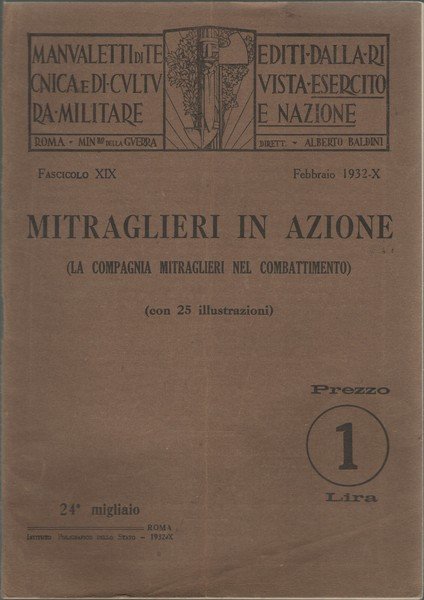 MANVALETTI DI TE
CNICA E DI CVLTV
RA · MILITARE
ROMA · MIN RO DELLA GVERRA
EDITI · DALLA · RI
VISTA · ESERCITO
E NAZIONE
DIRETT. · ALBERTO BALDINI
FASCICOLO XIX
Febbraio 1932-X
MITRAGLIERI IN AZIONE
(LA COMPAGNIA MITRAGLIERI NEL COMBATTIMENTO)
(con 25 illustrazioni)
Prezzo
1
Lira
24° migliaio
ROMA
ISTITUTO POLIGRAFICO DELLO STATO - 1932-X